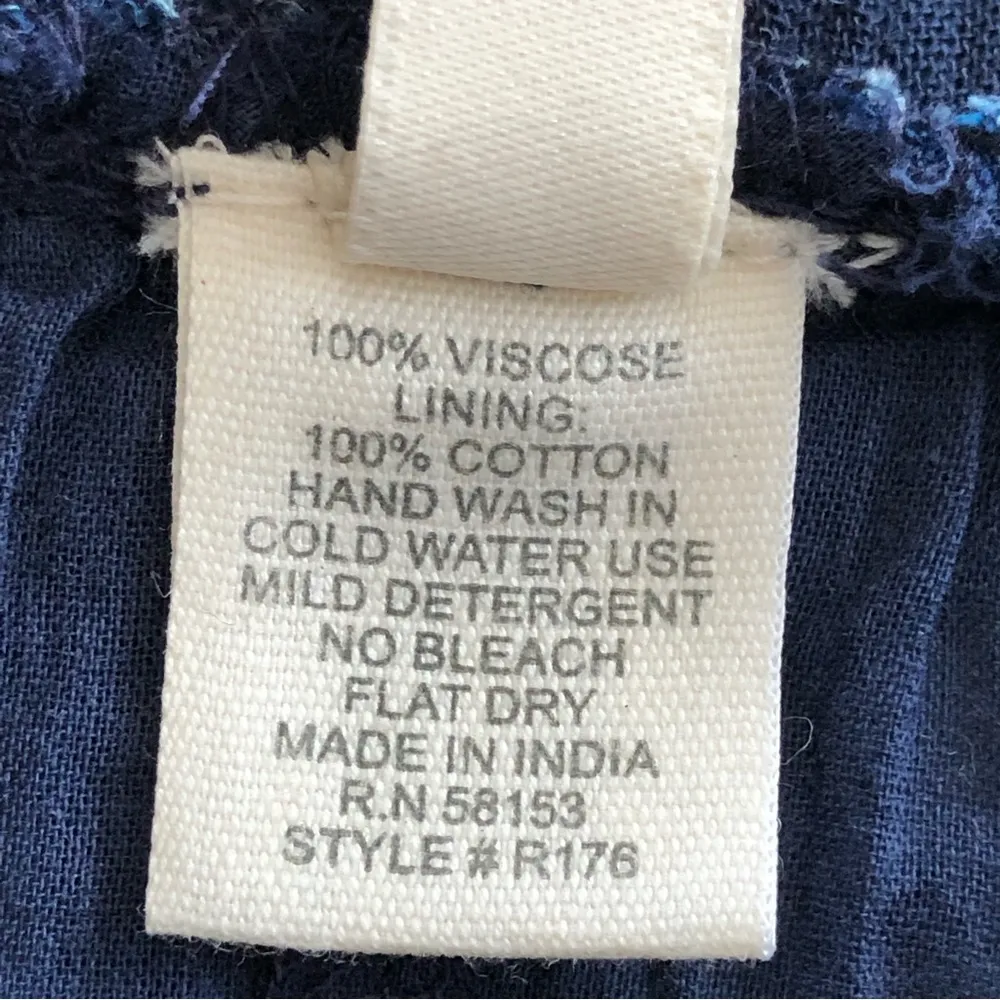 100% VISCOSE
LINING:
100% COTTON
HAND WASH IN
COLD WATER USE
MILD DETERGENT
NO BLEACH
FLAT DRY
MADE IN INDIA
R.N 58153
STYLE # R176